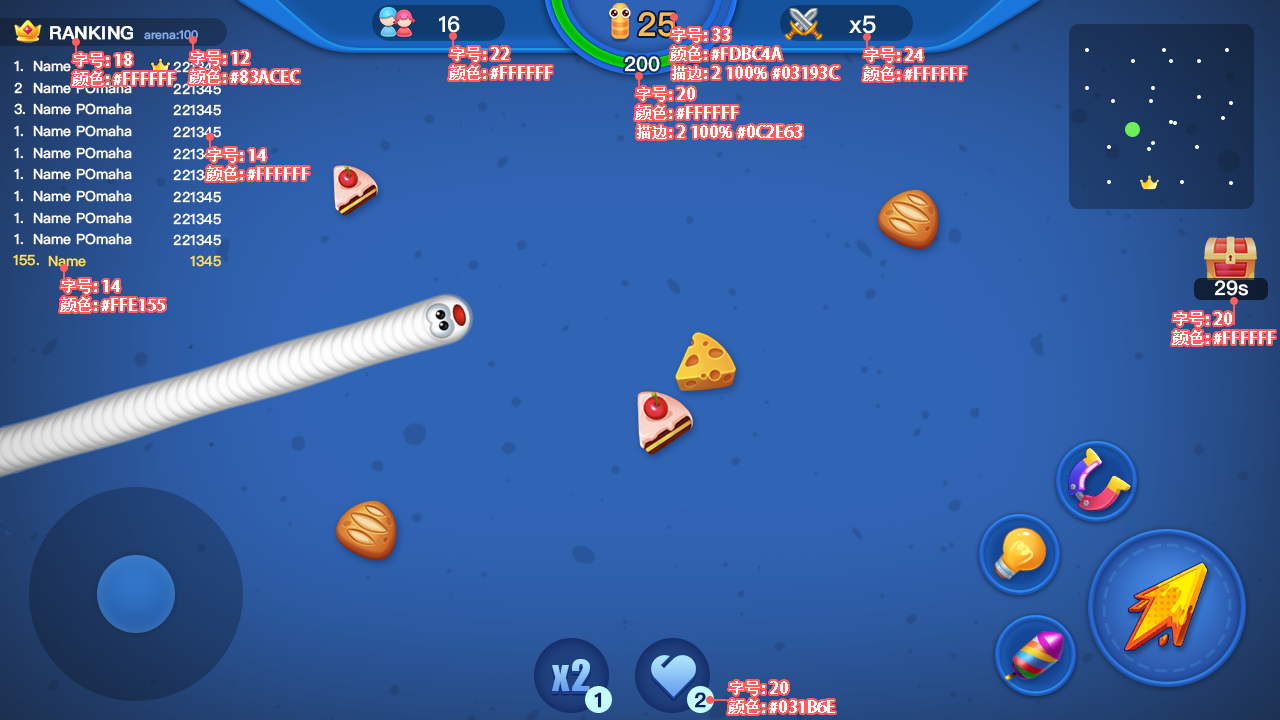 RANKING arena:100
16
25
x5
200
字号: 18
颜色: #FFFFFF
字号: 12
颜色: #83ACEC
字号: 22
颜色: #FFFFFF
字号: 33
颜色: #FDBC4A
描边: 2 100% #03193C
字号: 24
颜色: #FFFFFF
字号: 20
颜色: #FFFFFF
描边: 2 100% #0C2E63
1. Name
2 Name POmaha 221345
3. Name POmaha 221345
1. Name POmaha 221345
1. Name POmaha
1. Name POmaha
1. Name POmaha 221345
1. Name POmaha 221345
1. Name POmaha 221345
155. Name 1345
字号: 14
颜色: #FFFFFF
字号: 14
颜色: #FFE155
29s
字号: 20
颜色: #FFFFFF
x2
1
2
字号: 20
颜色: #031B6E